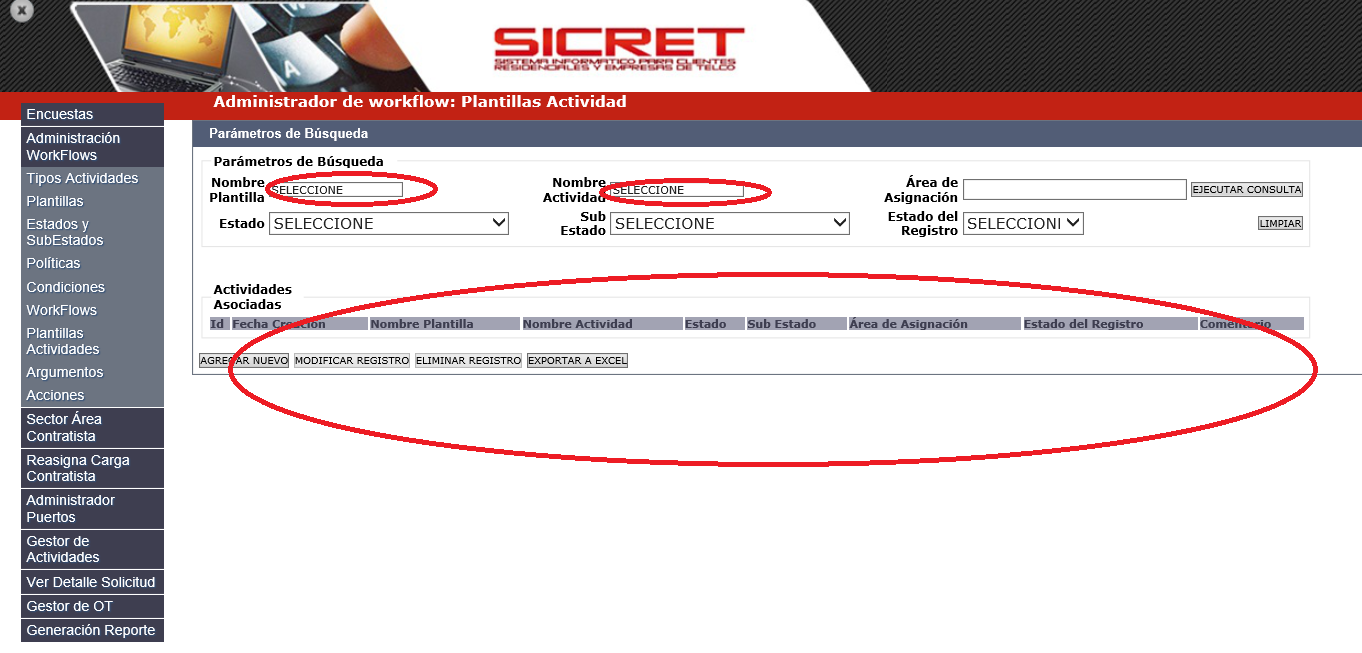 x
SICRET
SISTEMA INFORMATICO PARA CLIENTES
RESIDENCIALES Y EMPRESAS DE TELCO
Administrador de workflow: Plantillas Actividad
Encuestas
Administración
WorkFlows
Tipos Actividades
Plantillas
Estados y
SubEstados
Políticas
Condiciones
WorkFlows
Plantillas
Actividades
Argumentos
Acciones
Sector Área
Contratista
Reasigna Carga
Contratista
Administrador
Puertos
Gestor de
Actividades
Ver Detalle Solicitud
Gestor de OT
Generación Reporte
Parámetros de Búsqueda
Parámetros de Búsqueda
Nombre
Plantilla
SELECCIONE
Nombre
Actividad
SELECCIONE
Área de
Asignación
EJECUTAR CONSULTA
Estado
SELECCIONE
Sub
Estado
SELECCIONE
Estado del
Registro
SELECCIONI
LIMPIAR
Actividades
Asociadas
Id Fecha Creación Nombre Plantilla Nombre Actividad Estado Sub Estado Área de Asignación Estado del Registro Comentario
AGREGAR NUEVO MODIFICAR REGISTRO ELIMINAR REGISTRO EXPORTAR A EXCEL